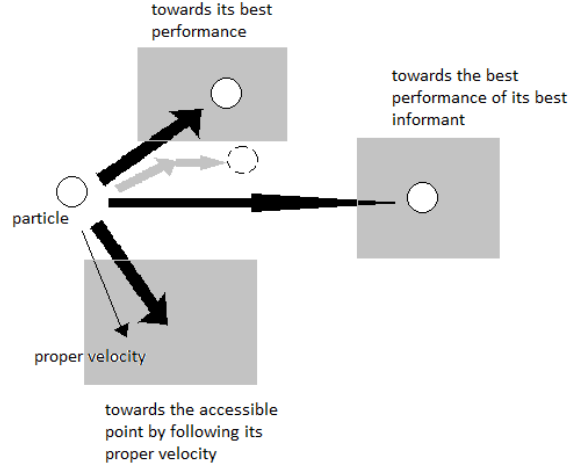 towards its best
performance
towards the best
performance of its best
informant
particle
proper velocity
towards the accessible
point by following its
proper velocity